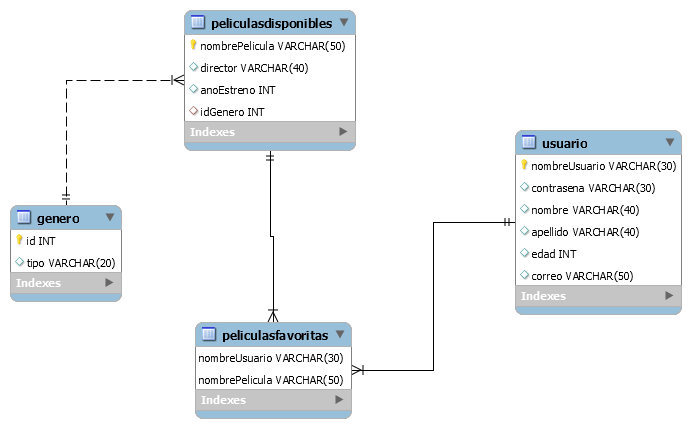 peliculasdisponibles
nombrePelicula VARCHAR(50)
director VARCHAR(40)
anoEstreno INT
idGenero INT
Indexes
genero
id INT
tipo VARCHAR(20)
Indexes
usuario
nombreUsuario VARCHAR(30)
contrasena VARCHAR(30)
nombre VARCHAR(40)
apellido VARCHAR(40)
edad INT
correo VARCHAR(50)
Indexes
peliculasfavoritas
nombreUsuario VARCHAR(30)
nombrePelicula VARCHAR(50)
Indexes